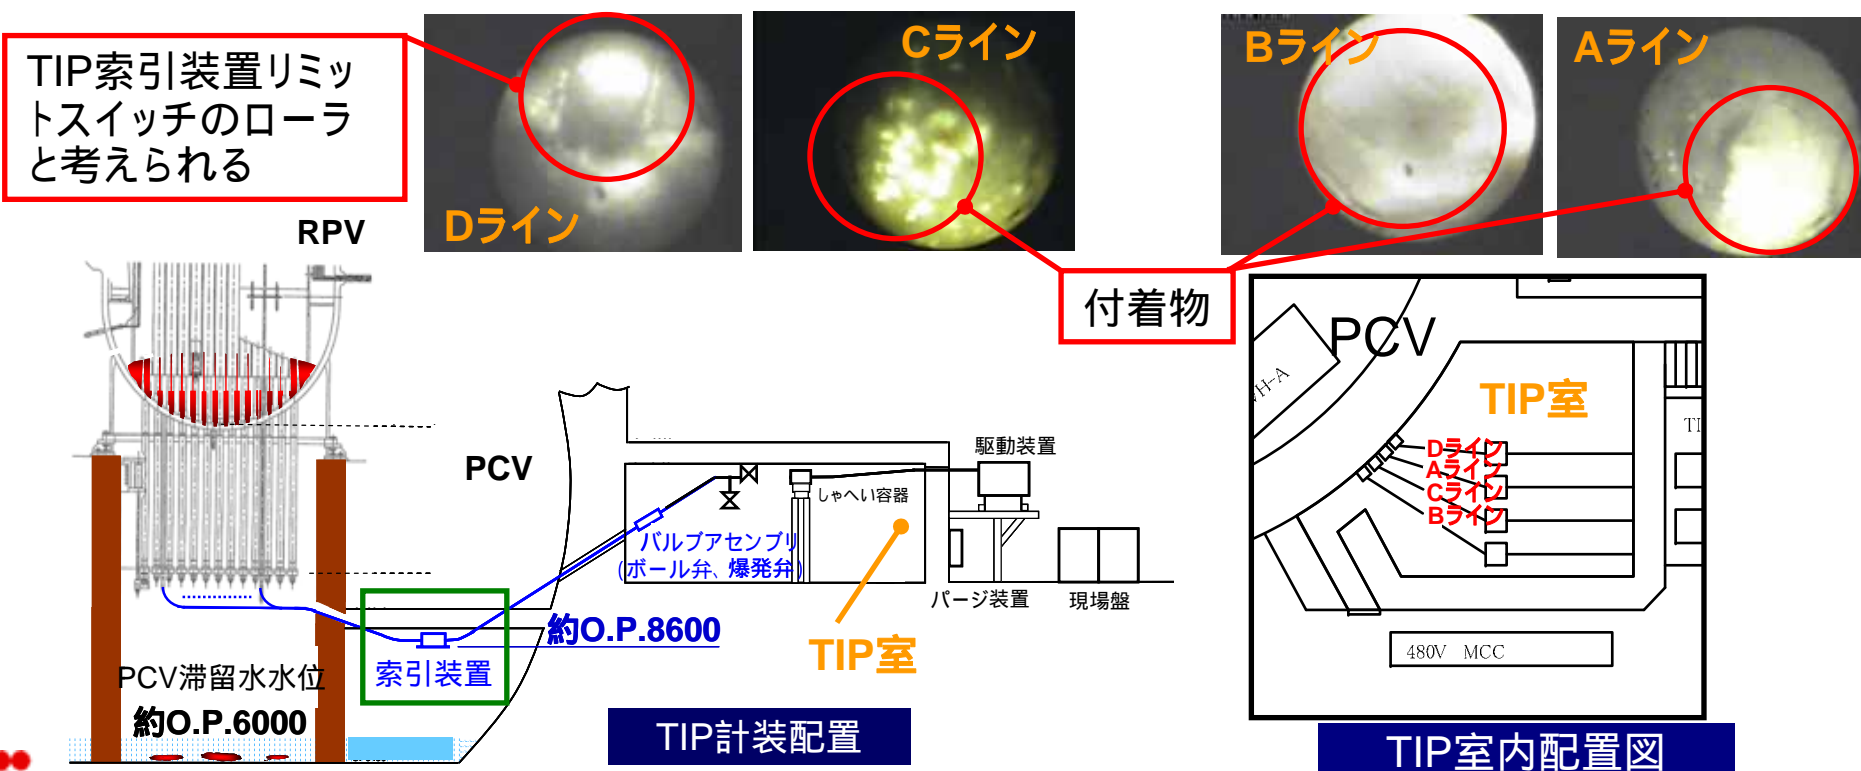 TIP索引装置リミッ
トスイッチのローラ
と考えられる
Dライン
Cライン
Bライン
Aライン
付着物
RPV
PCV
駆動装置
しゃへい容器
バルブアセンブリ
(ボール弁、爆発弁)
TIP室
パージ装置
現場盤
約O.P.8600
索引装置
PCV滞留水水位
約O.P.6000
TIP計装配置
PCV
VH-A
TIP室
TI
Dライン
Aライン
Cライン
Bライン
480V MCC
TIP室内配置図